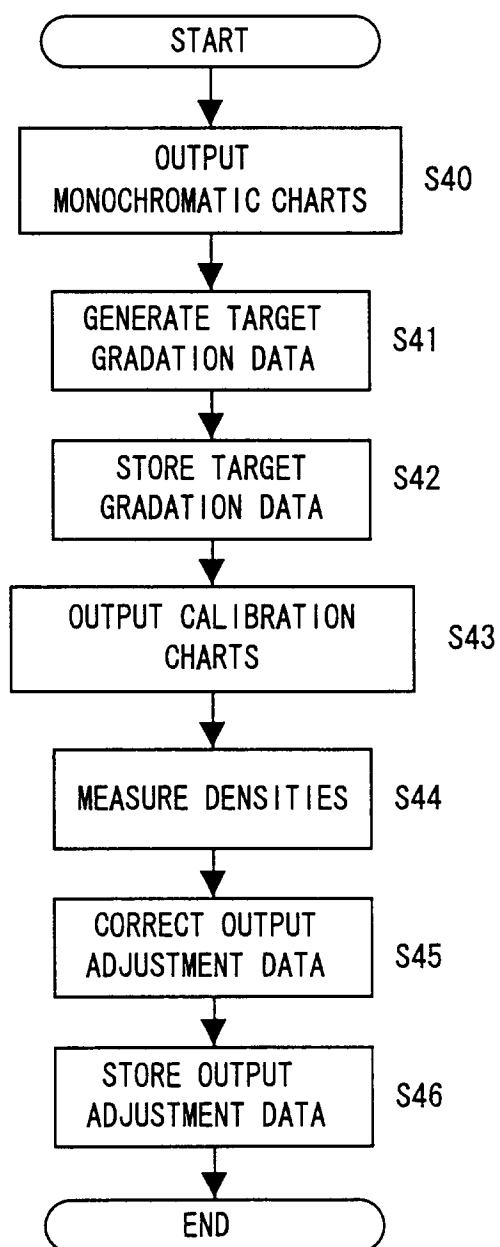 START
OUTPUT
MONOCHROMATIC CHARTS
S40
GENERATE TARGET
GRADATION DATA
S41
STORE TARGET
GRADATION DATA
S42
OUTPUT CALIBRATION
CHARTS
S43
MEASURE DENSITIES
S44
CORRECT OUTPUT
ADJUSTMENT DATA
S45
STORE OUTPUT
ADJUSTMENT DATA
S46
END